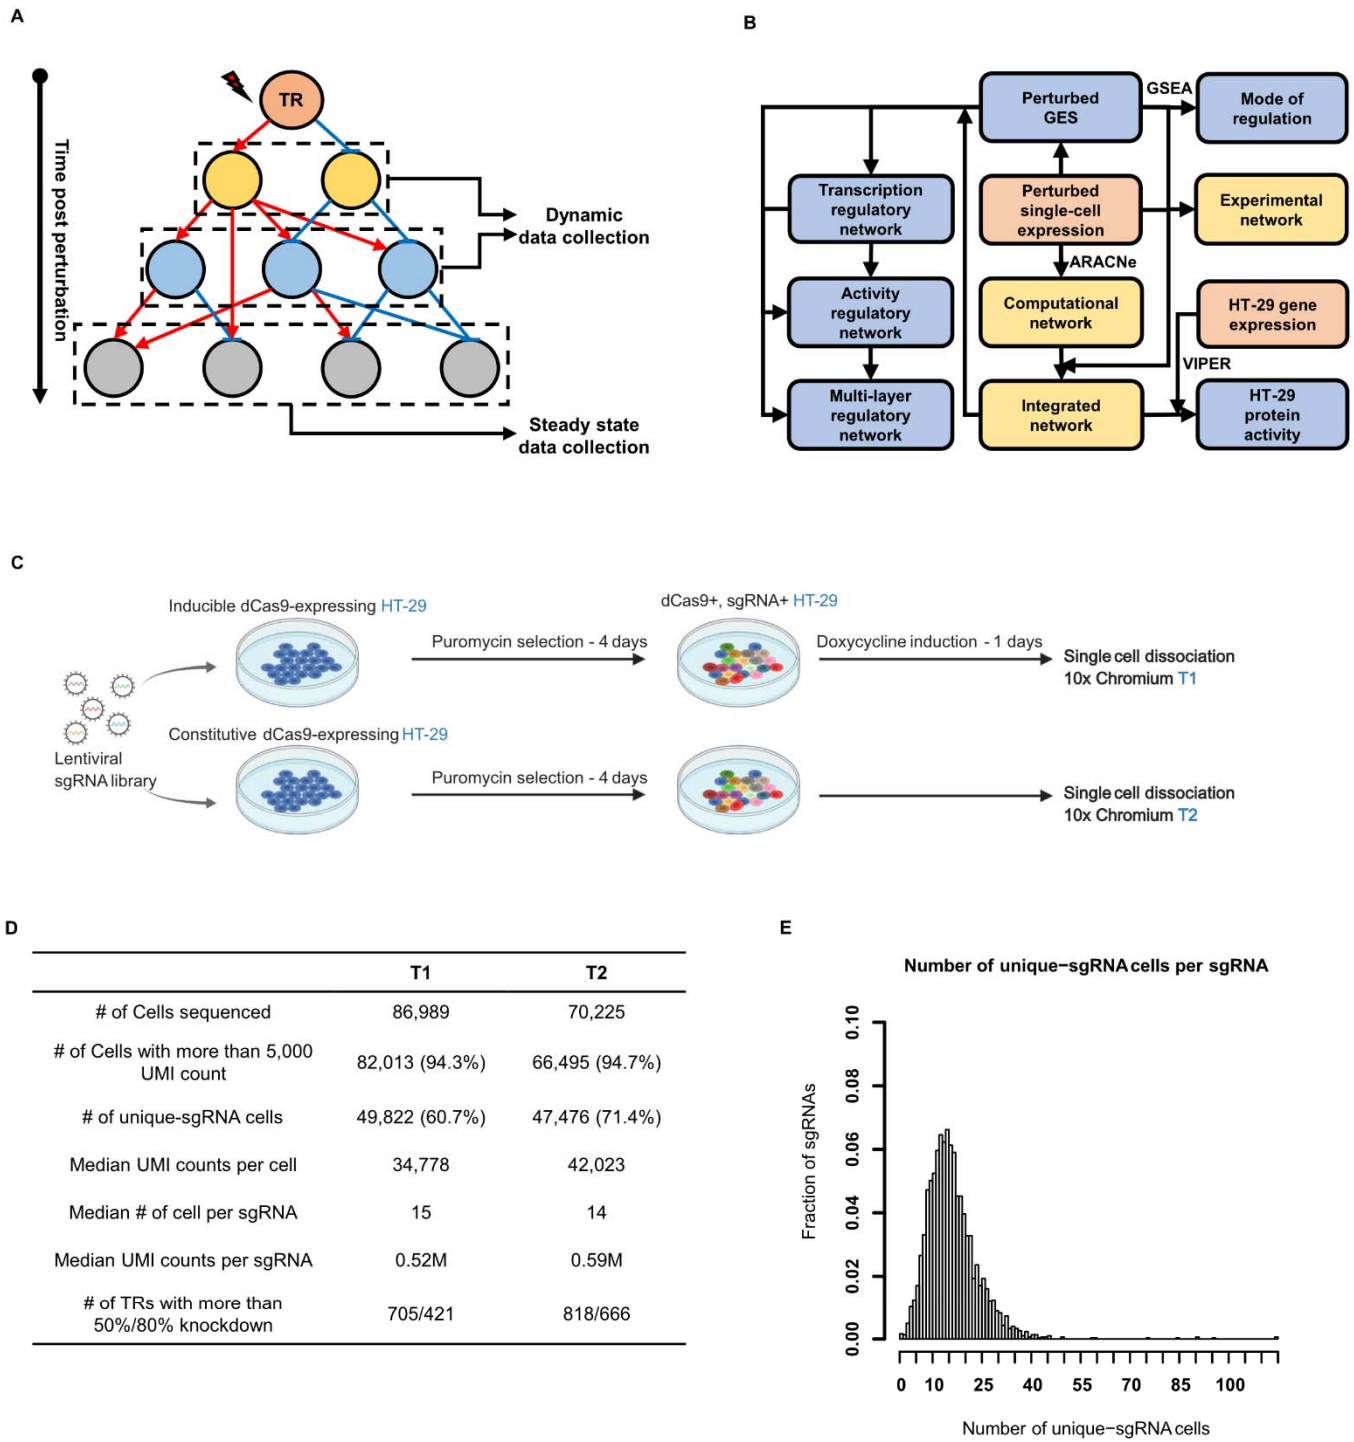 A
TR
Time post perturbation
Dynamic
data collection
Steady state
data collection
B
Perturbed
GES
GSEA
Mode of
regulation
Transcription
regulatory
network
Perturbed
single-cell
expression
Experimental
network
ARACNe
Activity
regulatory
network
Computational
network
HT-29 gene
expression
VIPER
Multi-layer
regulatory
network
Integrated
network
HT-29
protein
activity
C
Inducible dCas9-expressing HT-29
Puromycin selection - 4 days
dCas9+, sgRNA+ HT-29
Doxycycline induction - 1 days
Single cell dissociation
10x Chromium T1
Lentiviral
sgRNA library
Constitutive dCas9-expressing HT-29
Puromycin selection - 4 days
Single cell dissociation
10x Chromium T2
D
T1 T2
# of Cells sequenced 86,989 70,225
# of Cells with more than 5,000
UMI count 82,013 (94.3%) 66,495 (94.7%)
# of unique-sgRNA cells 49,822 (60.7%) 47,476 (71.4%)
Median UMI counts per cell 34,778 42,023
Median # of cell per sgRNA 15 14
Median UMI counts per sgRNA 0.52M 0.59M
# of TRs with more than
50%/80% knockdown 705/421 818/666
E
Number of unique−sgRNA cells per sgRNA
Fraction of sgRNAs
0.10
0.08
0.06
0.04
0.02
0.00
0 10 25 40 55 70 85 100
Number of unique−sgRNA cells